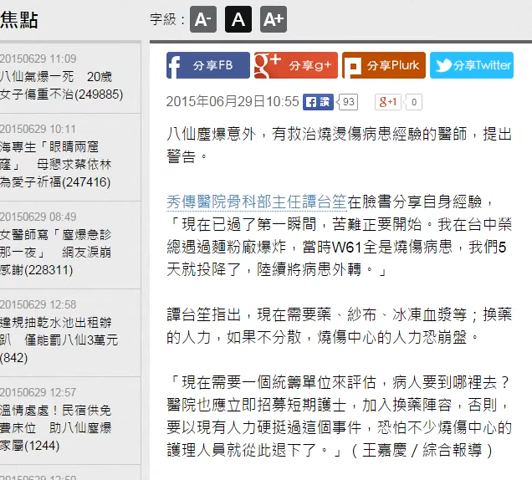 焦點
20150629 11:09
八仙氣爆一死　20歲
女子傷重不治(249885)
20150629 10:11
海專生「眼睛兩窟
窿」　母懇求蔡依林
為愛子祈福(247416)
20150629 08:49
女醫師寫「塵爆急診
那一夜」　網友淚崩
感謝(228311)
20150629 12:58
違規抽乾水池出租辦
趴　僅能罰八仙3萬元
(842)
20150629 12:57
溫情處處！民宿供免
費床位　助八仙塵爆
家屬(1244)
字級：
A-
A
A+
分享FB
分享g+
分享Plurk
分享Twitter
2015年06月29日10:55
讚
93
g+1
0
八仙塵爆意外，有救治燒燙傷病患經驗的醫師，提出
警告。
秀傳醫院骨科部主任譚台笙在臉書分享自身經驗，
「現在已過了第一瞬間，苦難正要開始。我在台中榮
總遇過麵粉廠爆炸，當時W61全是燒傷病患，我們5
天就投降了，陸續將病患外轉。」
譚台笙指出，現在需要藥、紗布、冰凍血漿等；換藥
的人力，如果不分散，燒傷中心的人力恐崩盤。
「現在需要一個統籌單位來評估，病人要到哪裡去？
醫院也應立即招募短期護士，加入換藥陣容，否則，
要以現有人力硬挺過這個事件，恐怕不少燒傷中心的
護理人員就從此退下了。」（王嘉慶／綜合報導）